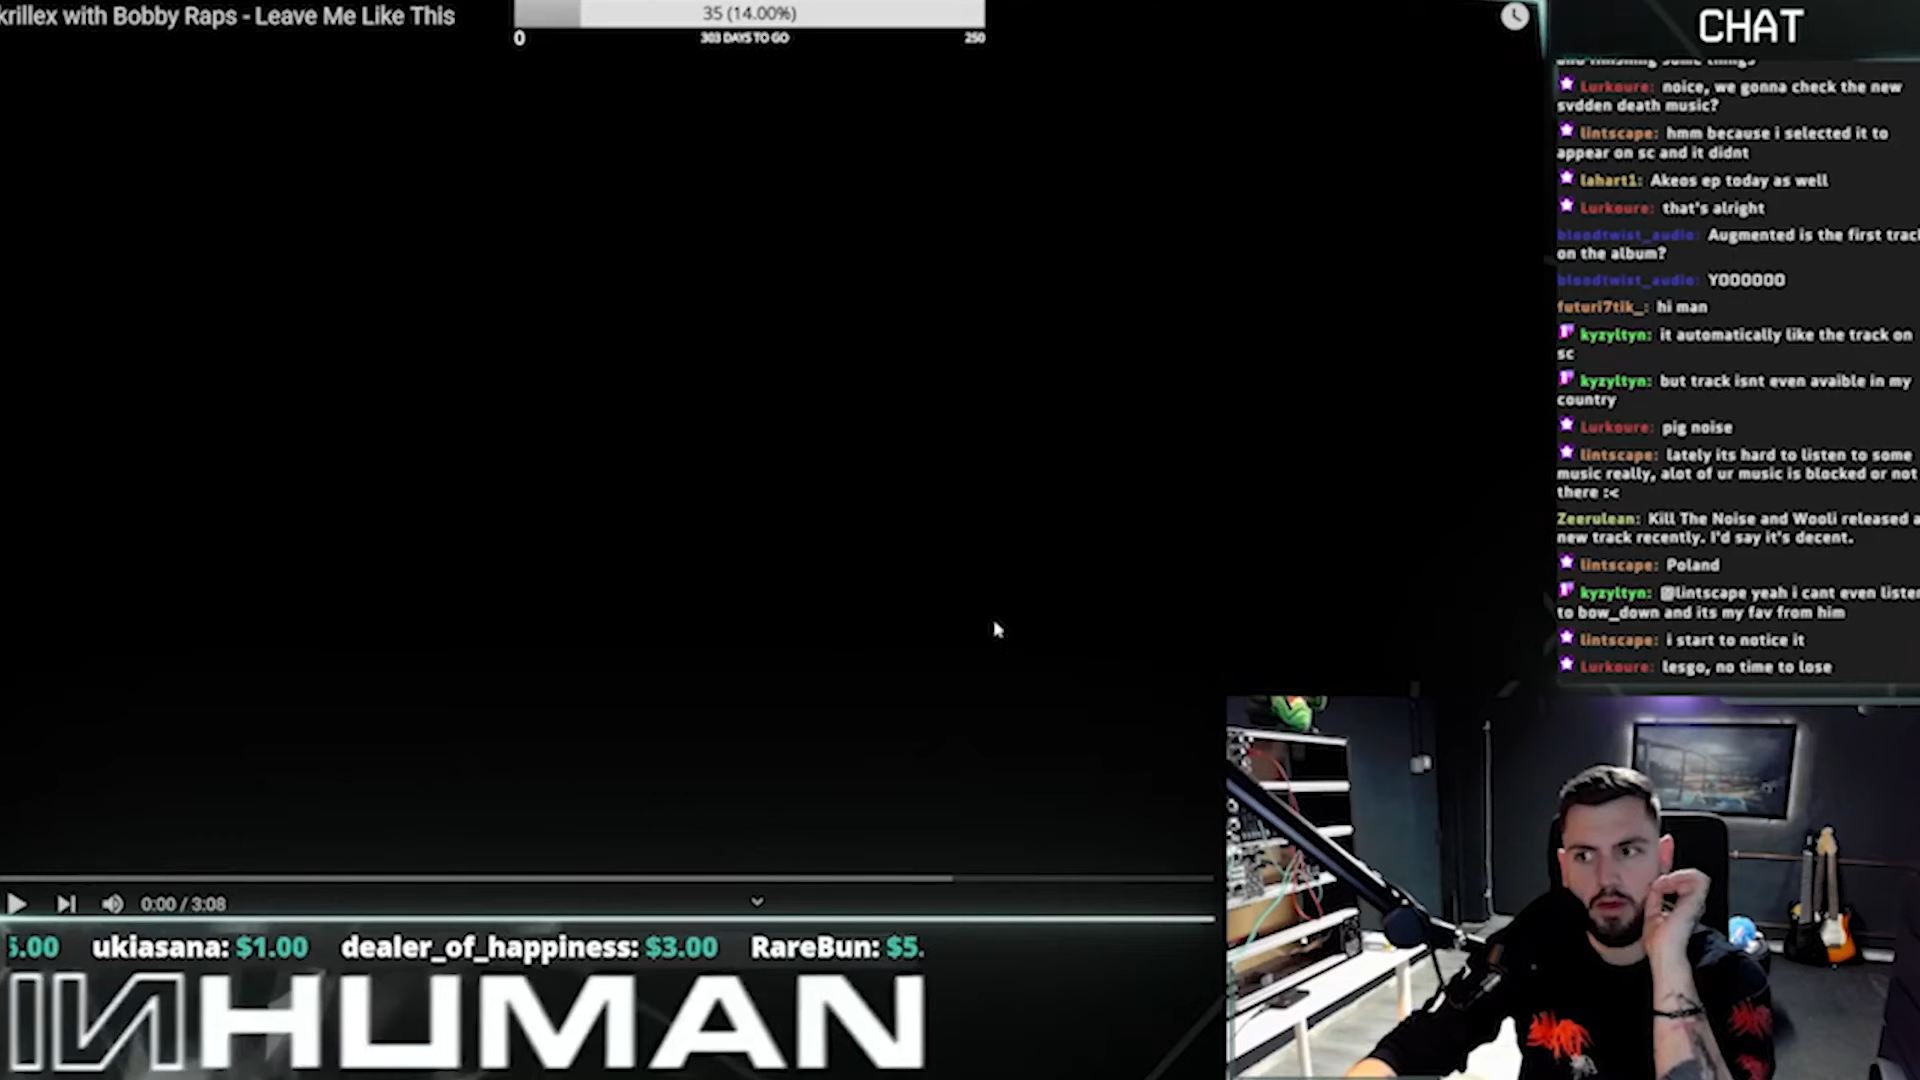 krillex with Bobby Raps - Leave Me Like This
35 (14.00%)
0 303 DAYS TO GO 250
CHAT
Lurkoure: noice, we gonna check the new
svdden death music?
lintscape: hmm because i selected it to
appear on sc and it didnt
lahart1: Akeos ep today as well
Lurkoure: that's alright
bloodtwist_audio: Augmented is the first track
on the album?
bloodtwist_audio: YOOOOOO
futuri7tik_: hi man
kyzyltyn: it automatically like the track on
sc
kyzyltyn: but track isnt even avaible in my
country
Lurkoure: pig noise
lintscape: lately its hard to listen to some
music really, alot of ur music is blocked or not
there :<
Zeerulean: Kill The Noise and Wooli released a
new track recently. I'd say it's decent.
lintscape: Poland
kyzyltyn: @lintscape yeah i cant even listen
to bow_down and its my fav from him
lintscape: i start to notice it
Lurkoure: lesgo, no time to lose
0:00 / 3:08
5.00 ukiasana: $1.00 dealer_of_happiness: $3.00 RareBun: $5.
INHUMAN